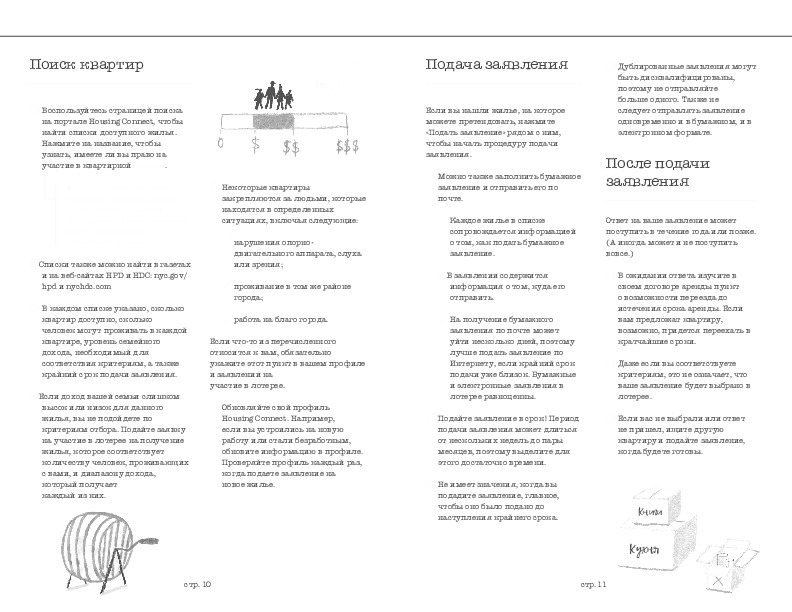 Поиск квартир
Воспользуйтесь страницей поиска
на портале Housing Connect, чтобы
найти списки доступного жилья.
Нажмите на название, чтобы
узнать, имеете ли вы право на
участие в квартирной .
Списки также можно найти в газетах
и на веб-сайтах HPD и HDC: nyc.gov/
hpd и nychdc.com
В каждом списке указано, сколько
квартир доступно, сколько
человек могут проживать в каждой
квартире, уровень семейного
дохода, необходимый для
соответствия критериям, а также
крайний срок подачи заявления.
Если доход вашей семьи слишком
высок или низок для данного
жилья, вы не подойдете по
критериям отбора. Подайте заявку
на участие в лотерее на получение
жилья, которое соответствует
количеству человек, проживающих
с вами, и диапазону дохода,
который получает
каждый из них.
0 $ $$ $$$
Некоторые квартиры
закрепляются за людьми, которые
находятся в определенных
ситуациях, включая следующие:
нарушения опорно-
двигательного аппарата, слуха
или зрения;
проживание в том же районе
города;
работа на благо города.
Если что-то из перечисленного
относится к вам, обязательно
укажите этот пункт в вашем профиле
и заявлении на
участие в лотерее.
Обновляйте свой профиль
Housing Connect. Например,
если вы устроились на новую
работу или стали безработным,
обновите информацию в профиле.
Проверяйте профиль каждый раз,
когда подаете заявление на
новое жилье.
стр. 10
Подача заявления
Если вы нашли жилье, на которое
можете претендовать, нажмите
«Подать заявление» рядом с ним,
чтобы начать процедуру подачи
заявления.
Можно также заполнить бумажное
заявление и отправить его по
почте.
Каждое жилье в списке
сопровождается информацией
о том, как подать бумажное
заявление.
В заявлении содержится
информация о том, куда его
отправить.
На получение бумажного
заявления по почте может
уйти несколько дней, поэтому
лучше подать заявление по
Интернету, если крайний срок
подачи уже близок. Бумажные
и электронные заявления в
лотерее равноценны.
Подайте заявление в срок! Период
подачи заявления может длиться
от нескольких недель до пары
месяцев, поэтому выделите для
этого достаточно времени.
Не имеет значения, когда вы
подадите заявление, главное,
чтобы оно было подано до
наступления крайнего срока.
Дублированные заявления могут
быть дисквалифицированы,
поэтому не отправляйте
больше одного. Также не
следует отправлять заявление
одновременно и в бумажном, и в
электронном формате.
После подачи
заявления
Ответ на ваше заявление может
поступить в течение года или позже.
(А иногда может и не поступить
вовсе.)
В ожидании ответа изучите в
своем договоре аренды пункт
о возможности переезда до
истечения срока аренды. Если
вам предложат квартиру,
возможно, придется переехать в
кратчайшие сроки.
Даже если вы соответствуете
критериям, это не означает, что
ваше заявление будет выбрано в
лотерее.
Если вас не выбрали или ответ
не пришел, ищите другую
квартиру и подайте заявление,
когда будете готовы.
Книги
Кухня
стр. 11